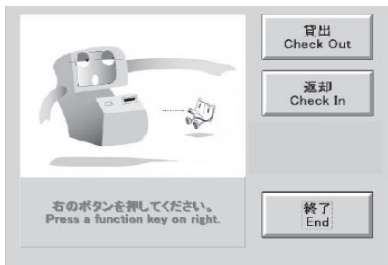 貸出
Check Out
返却
Check In
右のボタンを押してください。
Press a function key on right.
終了
End